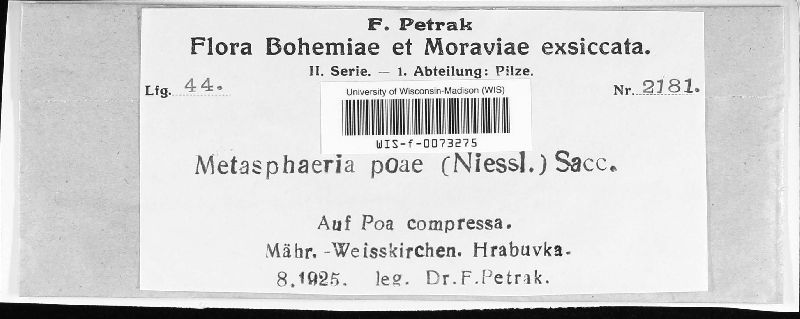 F. Petrak
Flora Bohemiae et Moraviae exsiccata.
II. Serie. — 1. Abteilung: Pilze.
Lfg. 44.
Nr. 2181.
University of Wisconsin-Madison (WIS)
WIS-f-0073275
Metasphaeria poae (Niessl.) Sacc.
Auf Poa compressa.
Mähr. -Weisskirchen. Hrabuvka.
8.1925. leg. Dr.F.Petrak.